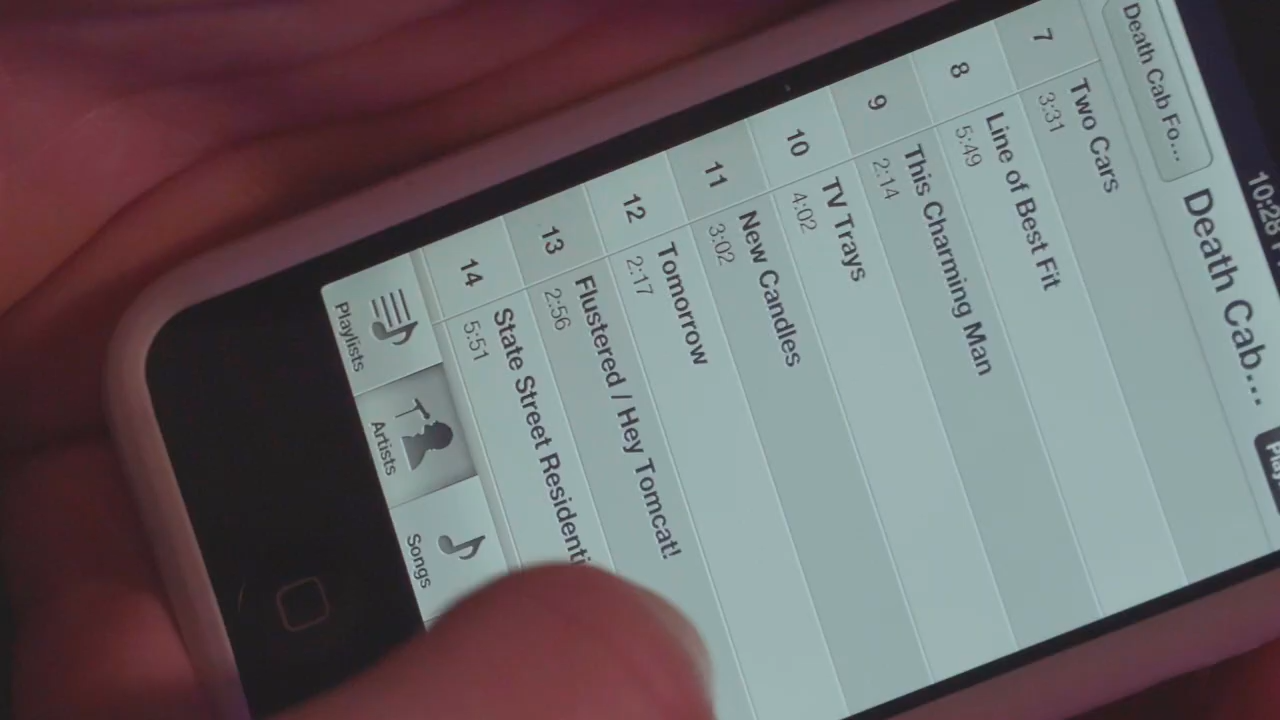 10:28
Death Cab Fo...
Death Cab...
7
Two Cars
3:31
8
Line of Best Fit
5:49
9
This Charming Man
2:14
10
TV Trays
4:02
11
New Candles
3:02
12
Tomorrow
2:17
13
Flustered / Hey Tomcat!
2:56
14
State Street Residenti
5:51
Playlists
Artists
Songs